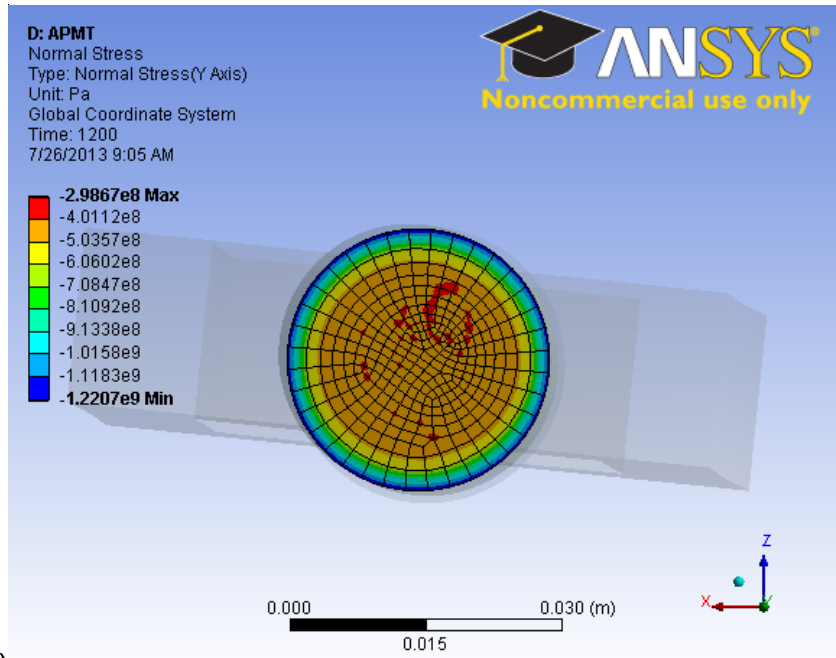 D: APMT
Normal Stress
Type: Normal Stress(Y Axis)
Unit: Pa
Global Coordinate System
Time: 1200
7/26/2013 9:05 AM
ANSYS
Noncommercial use only
-2.9867e8 Max
-4.0112e8
-5.0357e8
-6.0602e8
-7.0847e8
-8.1092e8
-9.1338e8
-1.0158e9
-1.1183e9
-1.2207e9 Min
Z
X
Y
0.000
0.030 (m)
0.015
)